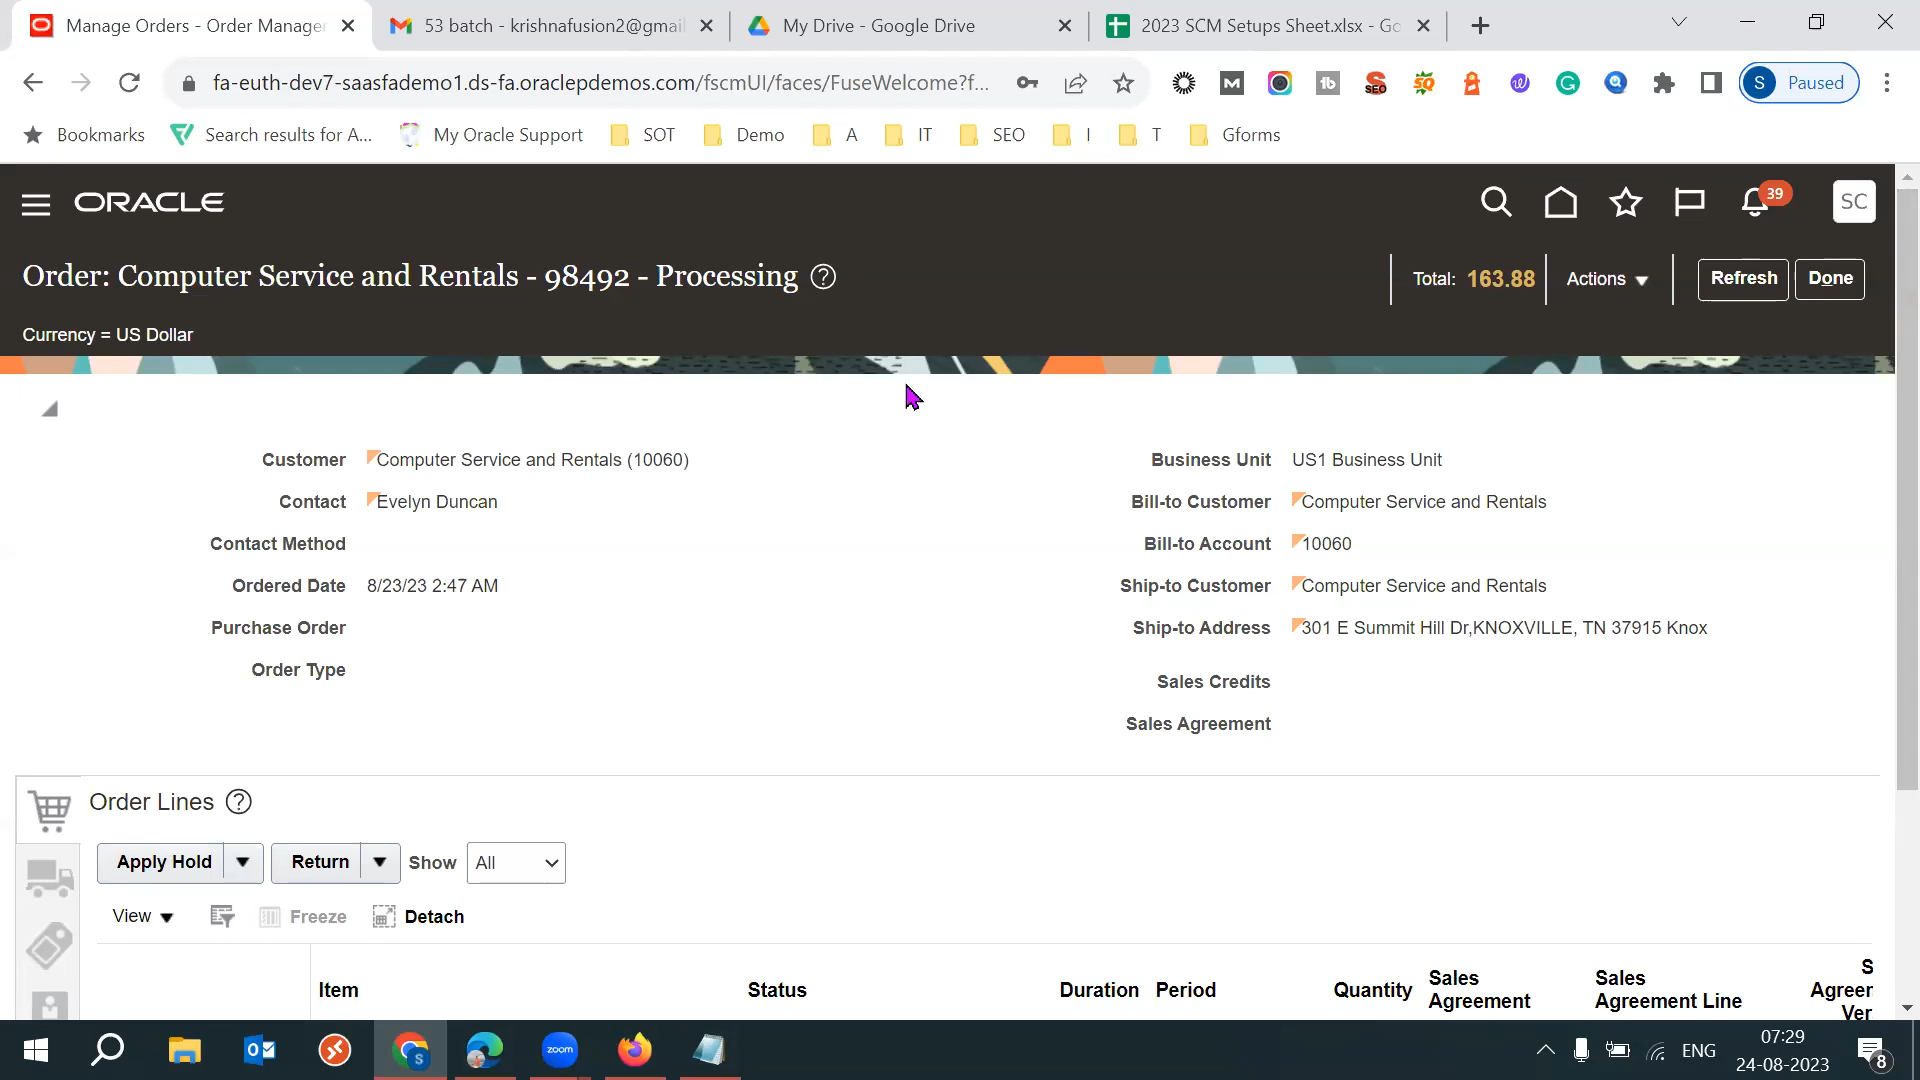 Manage Orders - Order Manager
53 batch - krishnafusion2@gmail
My Drive - Google Drive
2023 SCM Setups Sheet.xlsx - Go
fa-euth-dev7-saasfademo1.ds-fa.oraclepdemos.com/fscmUI/faces/FuseWelcome?f...
S Paused
Bookmarks
Search results for A...
My Oracle Support
SOT
Demo
A
IT
SEO
I
T
Gforms
ORACLE
39
SC
Order: Computer Service and Rentals - 98492 - Processing
Total: 163.88
Actions
Refresh
Done
Currency = US Dollar
Customer Computer Service and Rentals (10060)
Contact Evelyn Duncan
Contact Method
Ordered Date 8/23/23 2:47 AM
Purchase Order
Order Type
Business Unit US1 Business Unit
Bill-to Customer Computer Service and Rentals
Bill-to Account 10060
Ship-to Customer Computer Service and Rentals
Ship-to Address 301 E Summit Hill Dr,KNOXVILLE, TN 37915 Knox
Sales Credits
Sales Agreement
Order Lines
Apply Hold
Return
Show All
View
Freeze
Detach
Item
Status
Duration
Period
Quantity
Sales Agreement
Sales Agreement Line
S
Agreer
Ver
zoom
ENG
07:29
24-08-2023
8